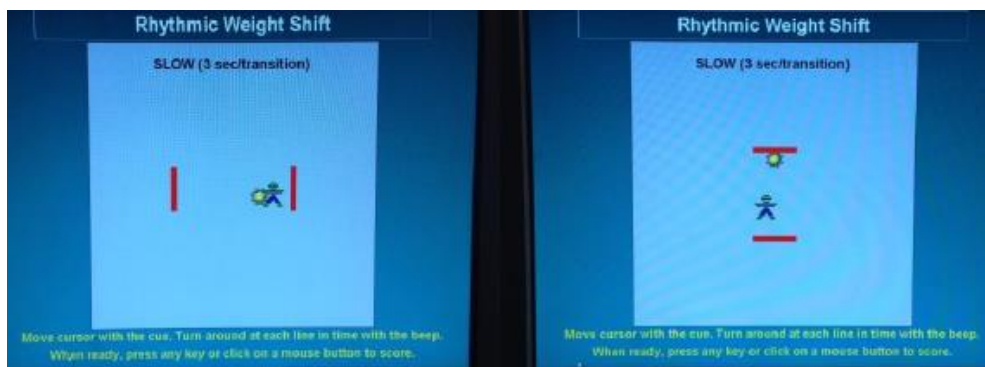 Rhythmic Weight Shift
SLOW (3 sec/transition)
Move cursor with the cue. Turn around at each line in time with the beep.
When ready, press any key or click on a mouse button to score.
Rhythmic Weight Shift
SLOW (3 sec/transition)
Move cursor with the cue. Turn around at each line in time with the beep.
When ready, press any key or click on a mouse button to score.